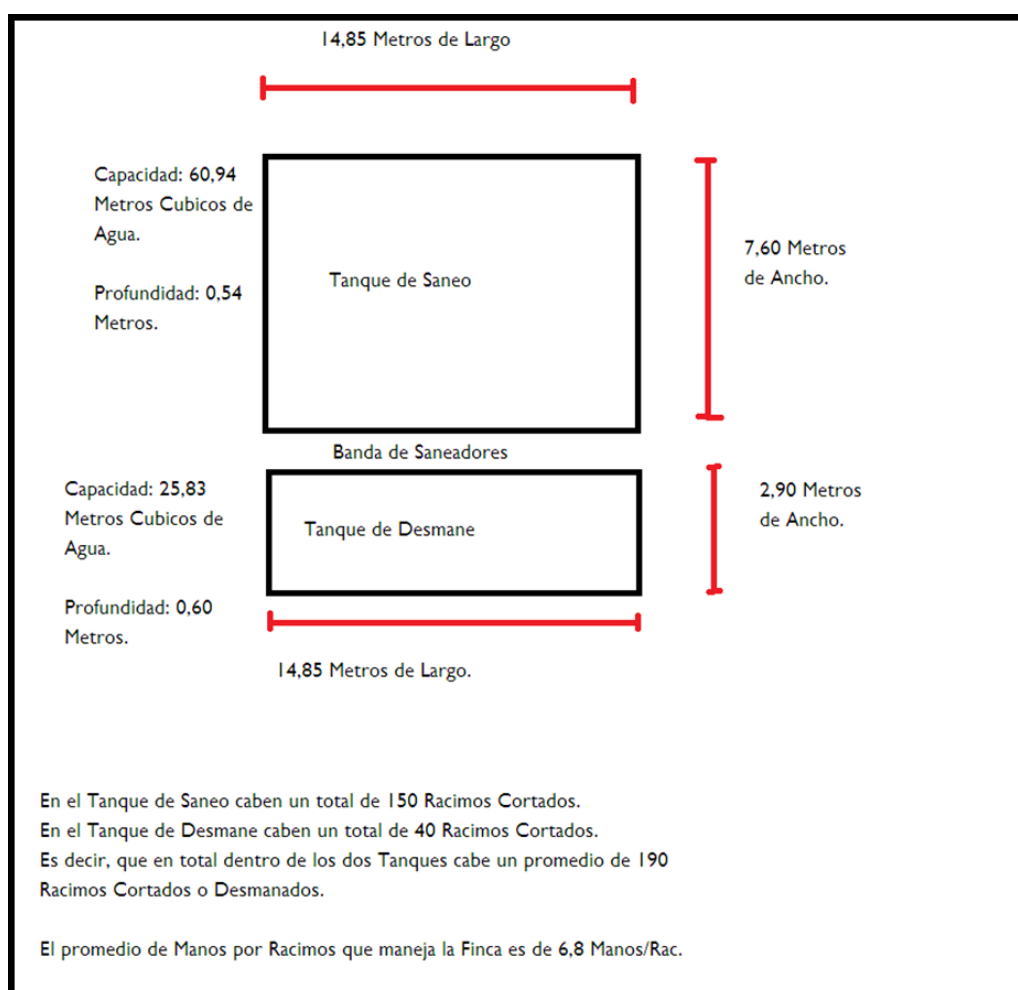 14,85 Metros de Largo
Capacidad: 60,94
Metros Cubicos de
Agua.
Profundidad: 0,54
Metros.
Tanque de Saneo
7,60 Metros
de Ancho.
Banda de Saneadores
Capacidad: 25,83
Metros Cubicos de
Agua.
Profundidad: 0,60
Metros.
Tanque de Desmane
2,90 Metros
de Ancho.
14,85 Metros de Largo.
En el Tanque de Saneo caben un total de 150 Racimos Cortados.
En el Tanque de Desmane caben un total de 40 Racimos Cortados.
Es decir, que en total dentro de los dos Tanques cabe un promedio de 190
Racimos Cortados o Desmanados.
El promedio de Manos por Racimos que maneja la Finca es de 6,8 Manos/Rac.